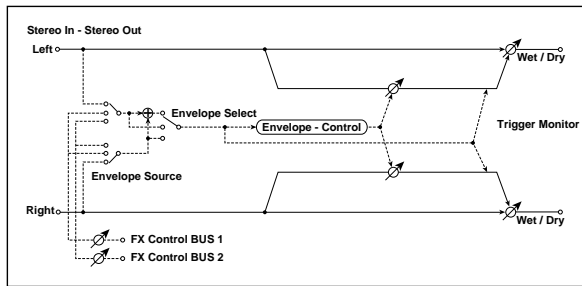 Stereo In - Stereo Out
Left
Wet / Dry
Envelope Select
Envelope - Control
Trigger Monitor
Envelope Source
Right
Wet / Dry
FX Control BUS 1
FX Control BUS 2